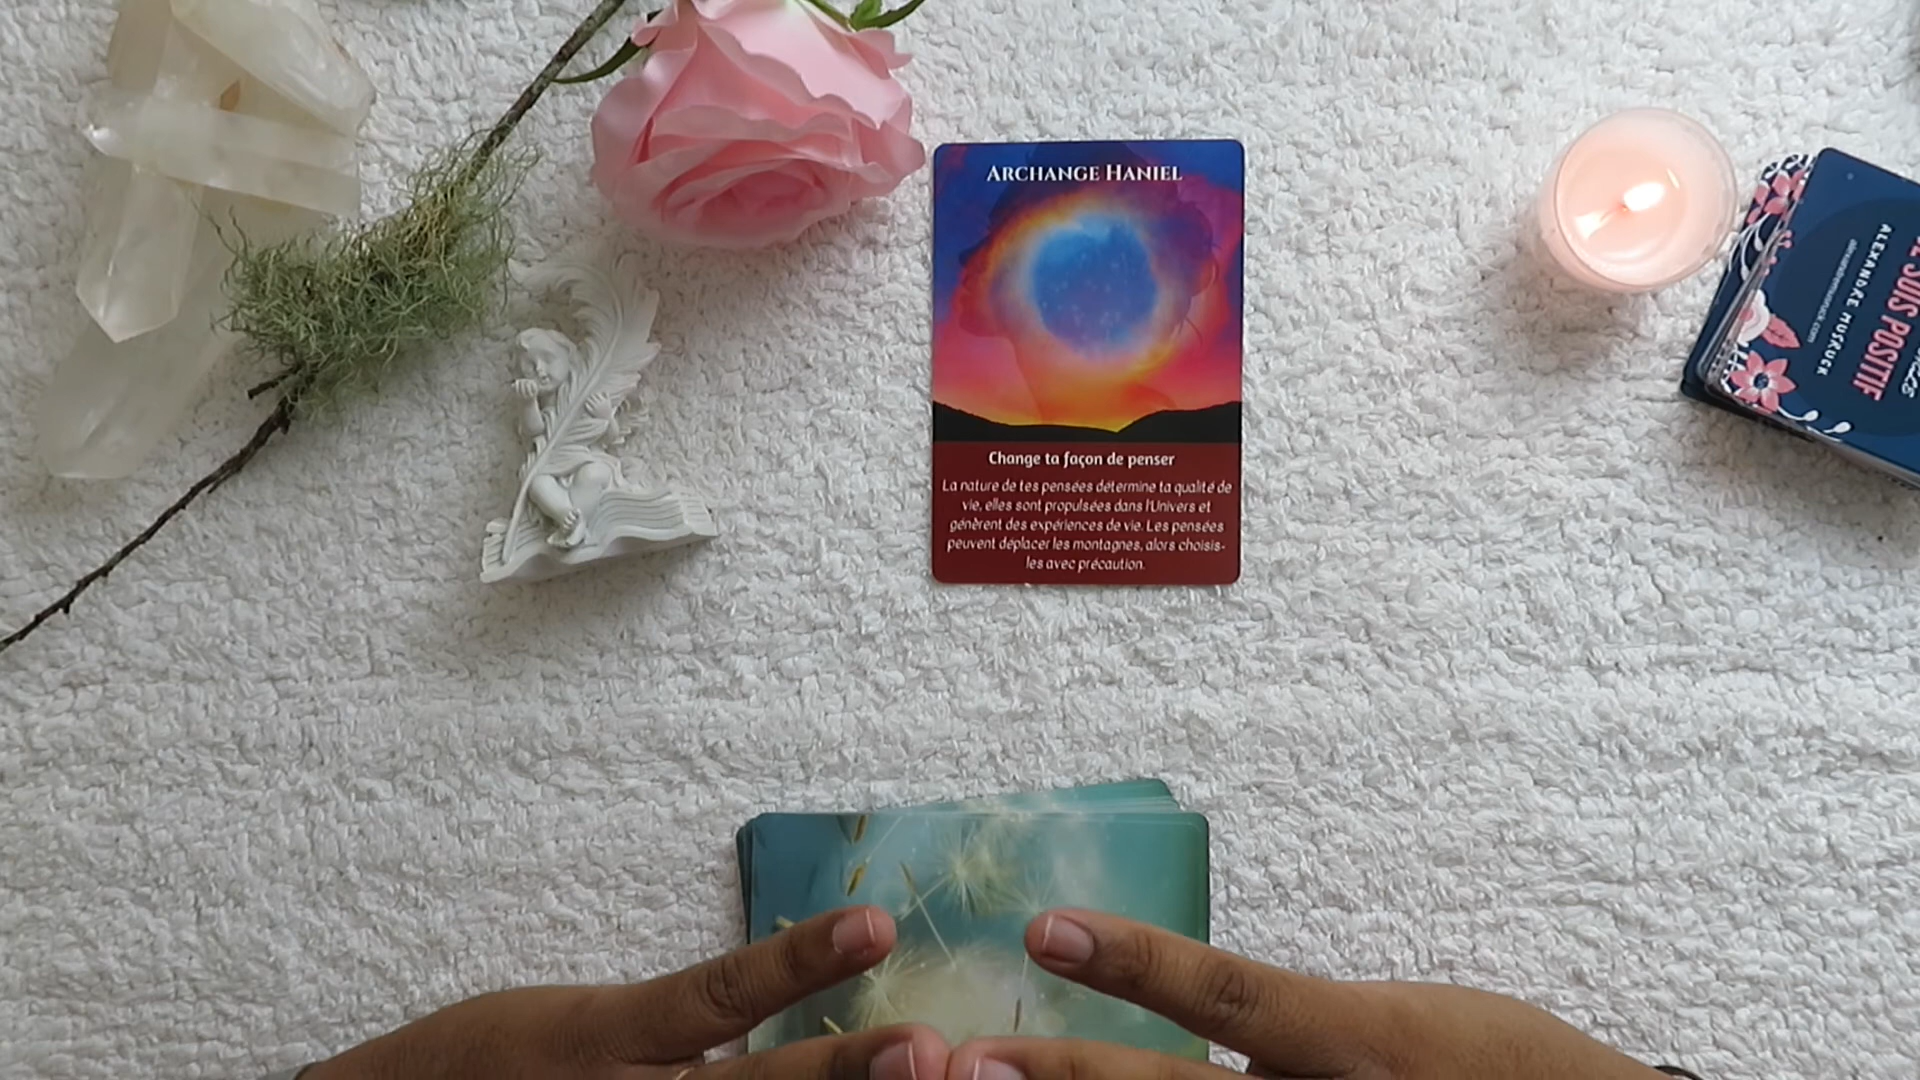 ARCHANGE HANIEL
Change ta façon de penser
La nature de tes pensées détermine ta qualité de
vie, elles sont propulsées dans l'Univers et
génèrent des expériences de vie. Les pensées
peuvent déplacer les montagnes, alors choisis-
les avec précaution.
SUIS POSITIF
ALEXANDRE MUSRUCK
alexandremusruck.com